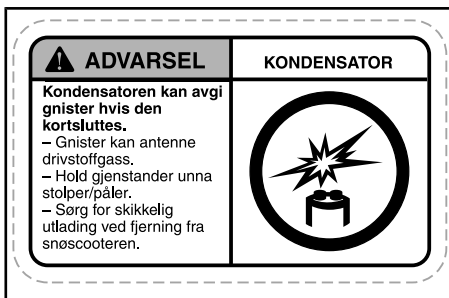 ADVARSEL
Kondensatoren kan avgi
gnister hvis den
kortsluttes.
– Gnister kan antenne
drivstoffgass.
– Hold gjenstander unna
stolper/påler.
– Sørg for skikkelig
utlading ved fjerning fra
snøscooteren.
KONDENSATOR